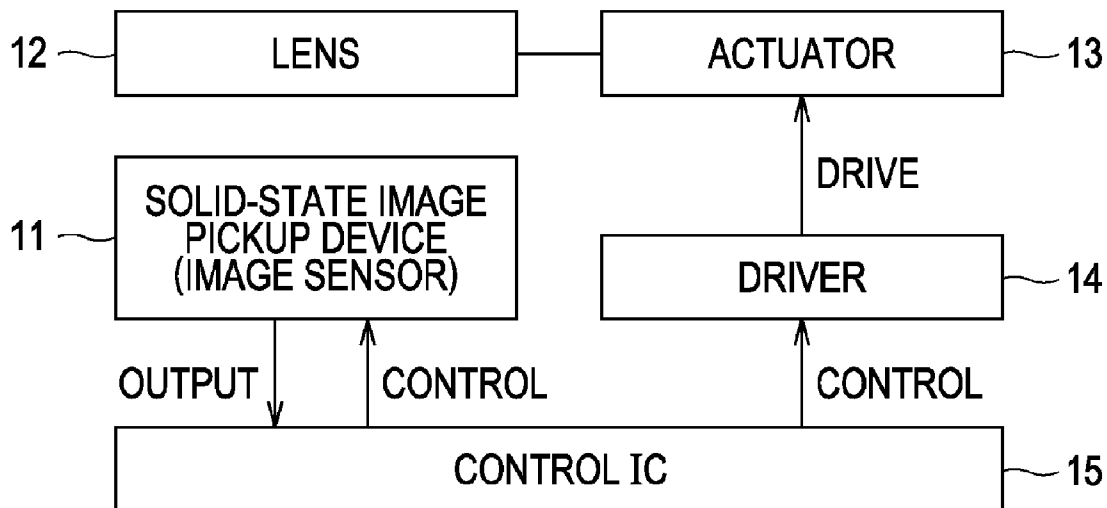 12
LENS
ACTUATOR
13
11
SOLID-STATE IMAGE
PICKUP DEVICE
(IMAGE SENSOR)
DRIVE
DRIVER
14
OUTPUT
CONTROL
CONTROL
CONTROL IC
15